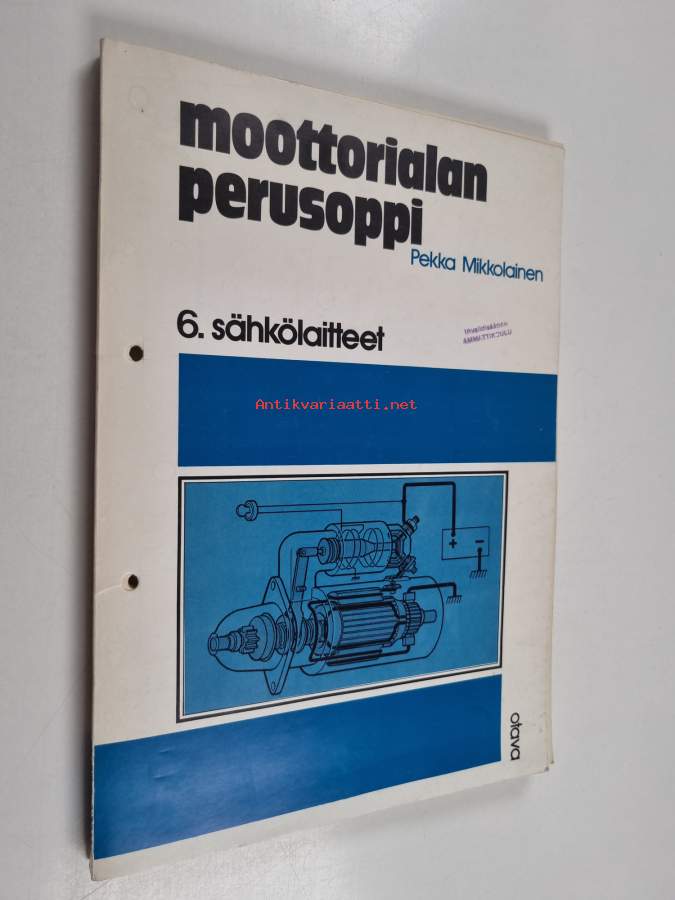 moottorialan
perusoppi
Pekka Mikkolainen
6. sähkölaitteet
Antikvariaatti.net
+ -
otava